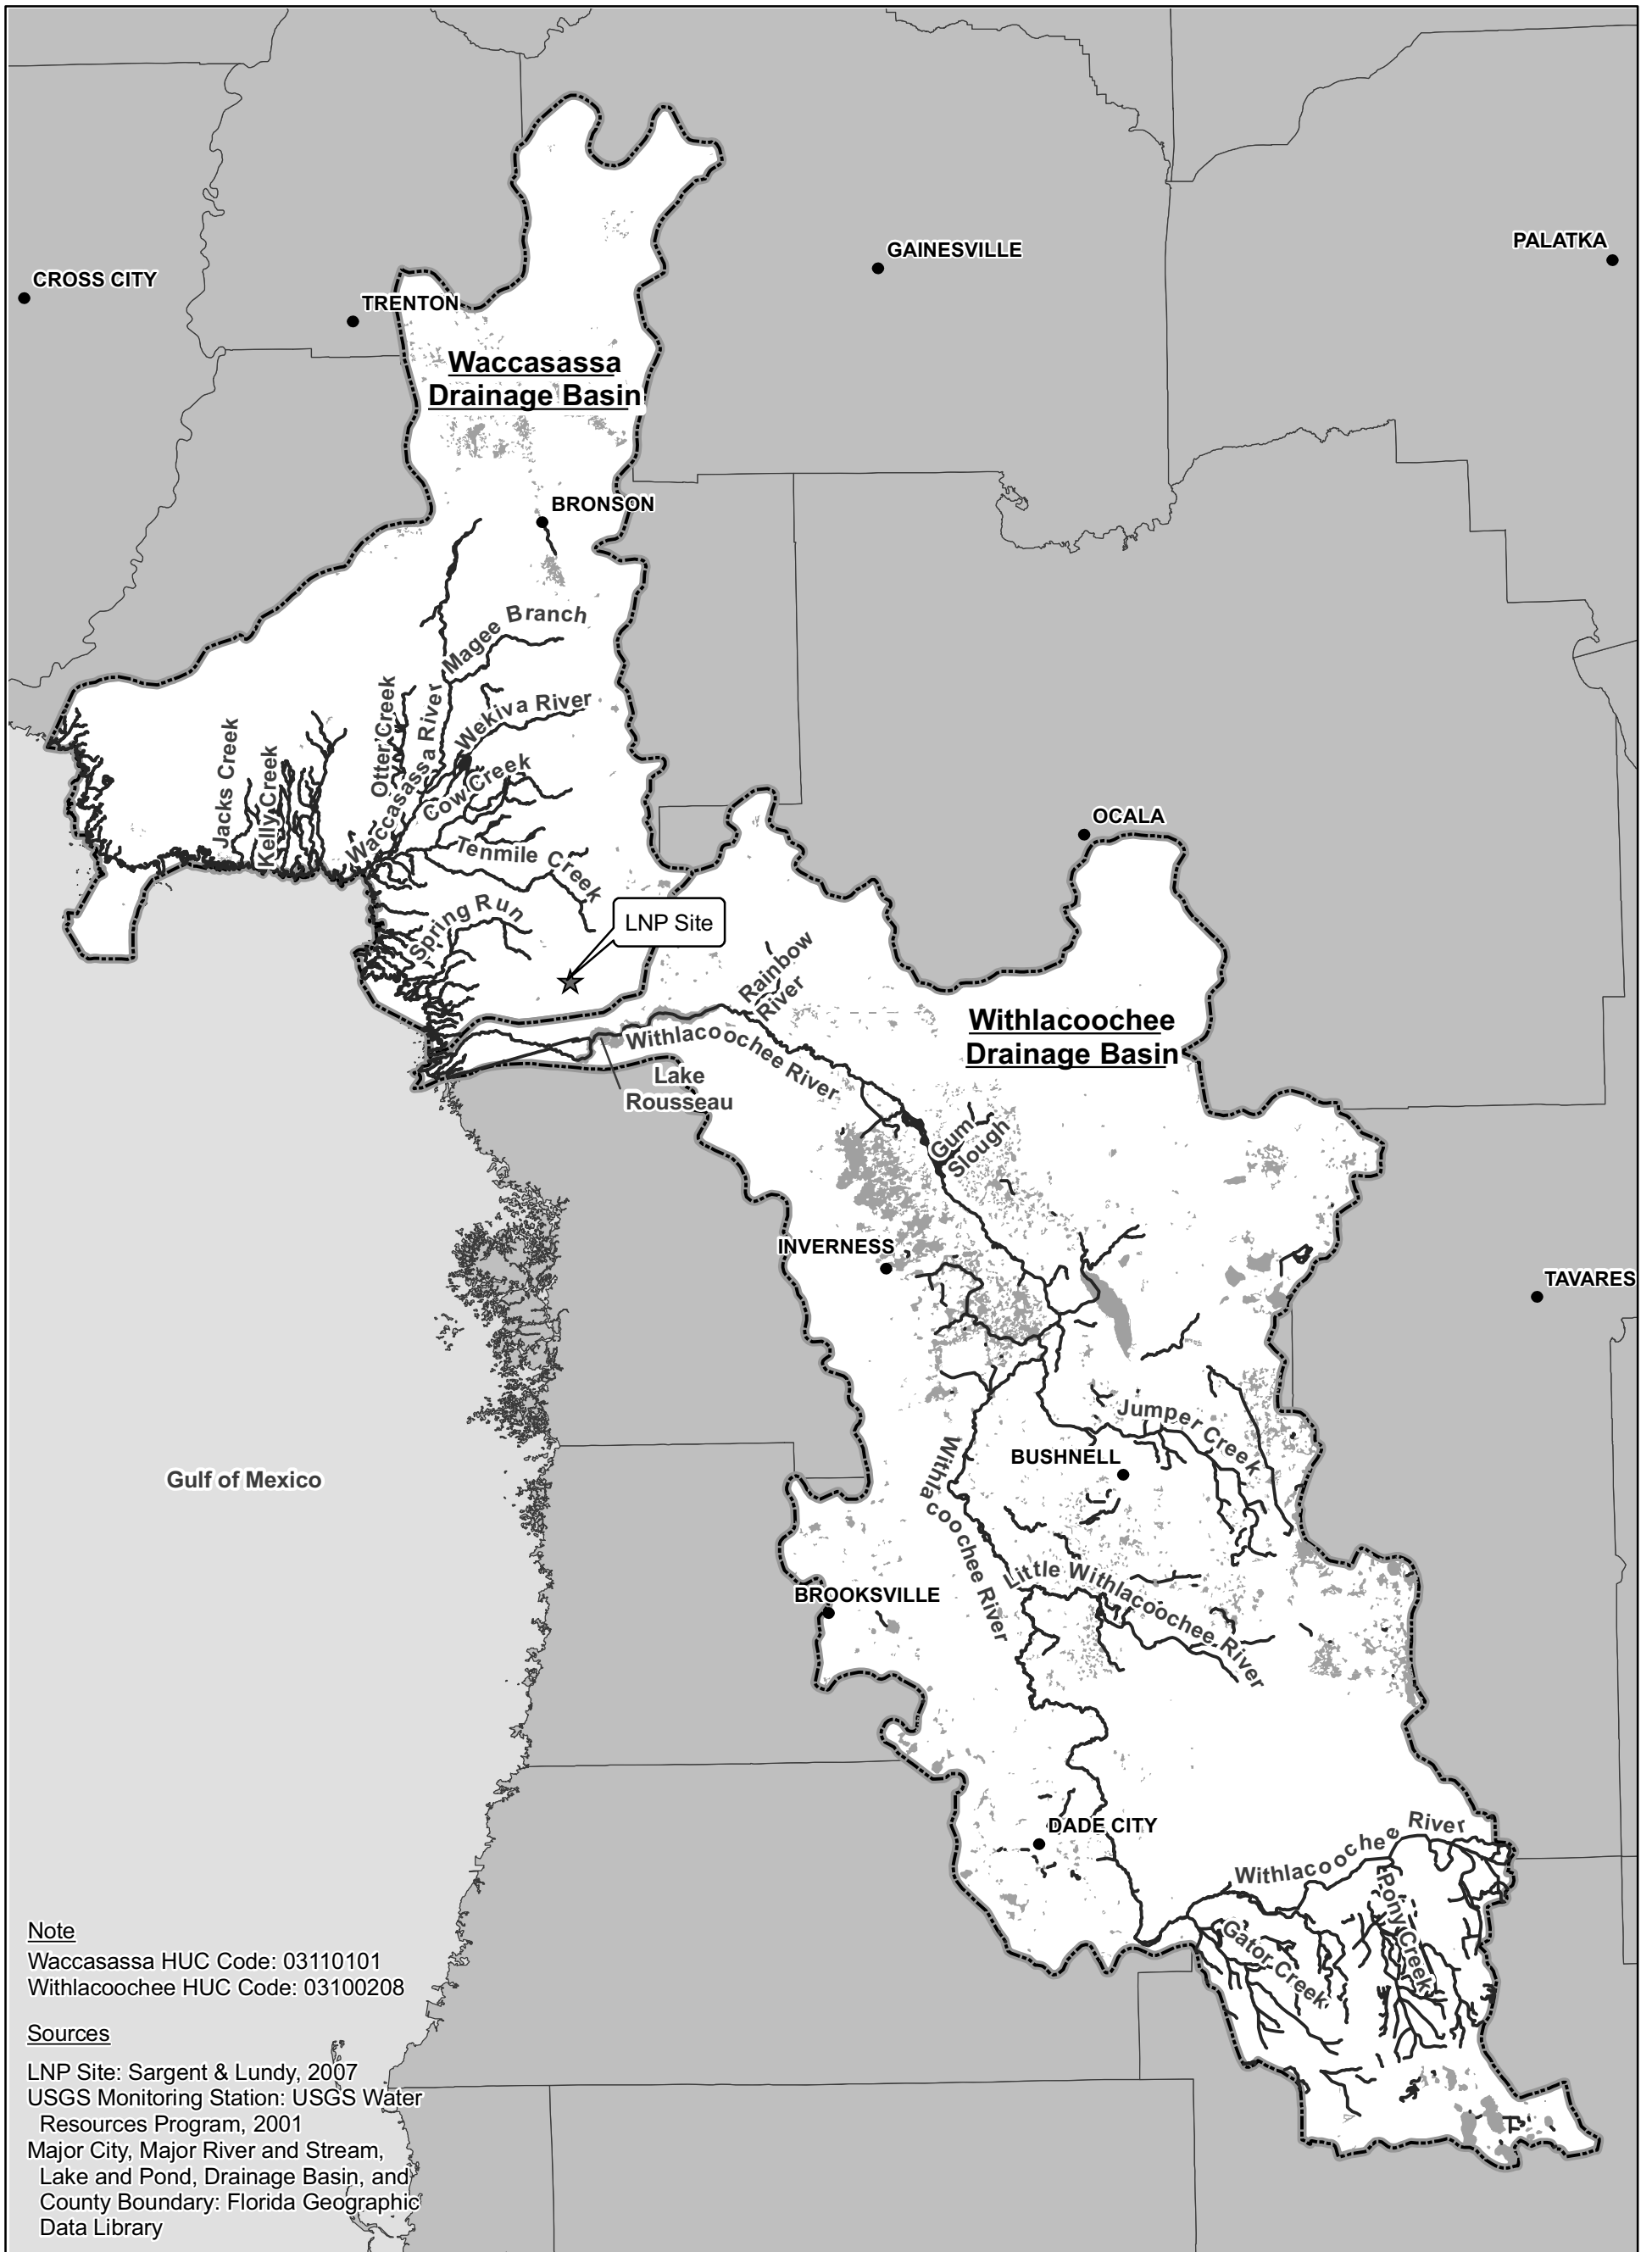 PALATKA
GAINESVILLE
CROSS CITY
TRENTON
Waccasassa
Drainage Basin
BRONSON
Magee Branch
Wekiva River
Otter Creek
Waccasassa River
Jacks Creek
Kelly Creek
Cow Creek
OCALA
Tenmile Creek
Spring Run
LNP Site
Rainbow
River
Withlacoochee
Drainage Basin
Withlacoochee River
Lake
Rousseau
Gum
Slough
INVERNESS
TAVARES
Jumper Creek
BUSHNELL
Gulf of Mexico
Withlacoochee River
Little Withlacoochee River
BROOKSVILLE
DADE CITY
Withlacoochee River
Pony Creek
Gator Creek
Note
Waccasassa HUC Code: 03110101
Withlacoochee HUC Code: 03100208
Sources
LNP Site: Sargent & Lundy, 2007
USGS Monitoring Station: USGS Water
Resources Program, 2001
Major City, Major River and Stream,
Lake and Pond, Drainage Basin, and
County Boundary: Florida Geographic
Data Library